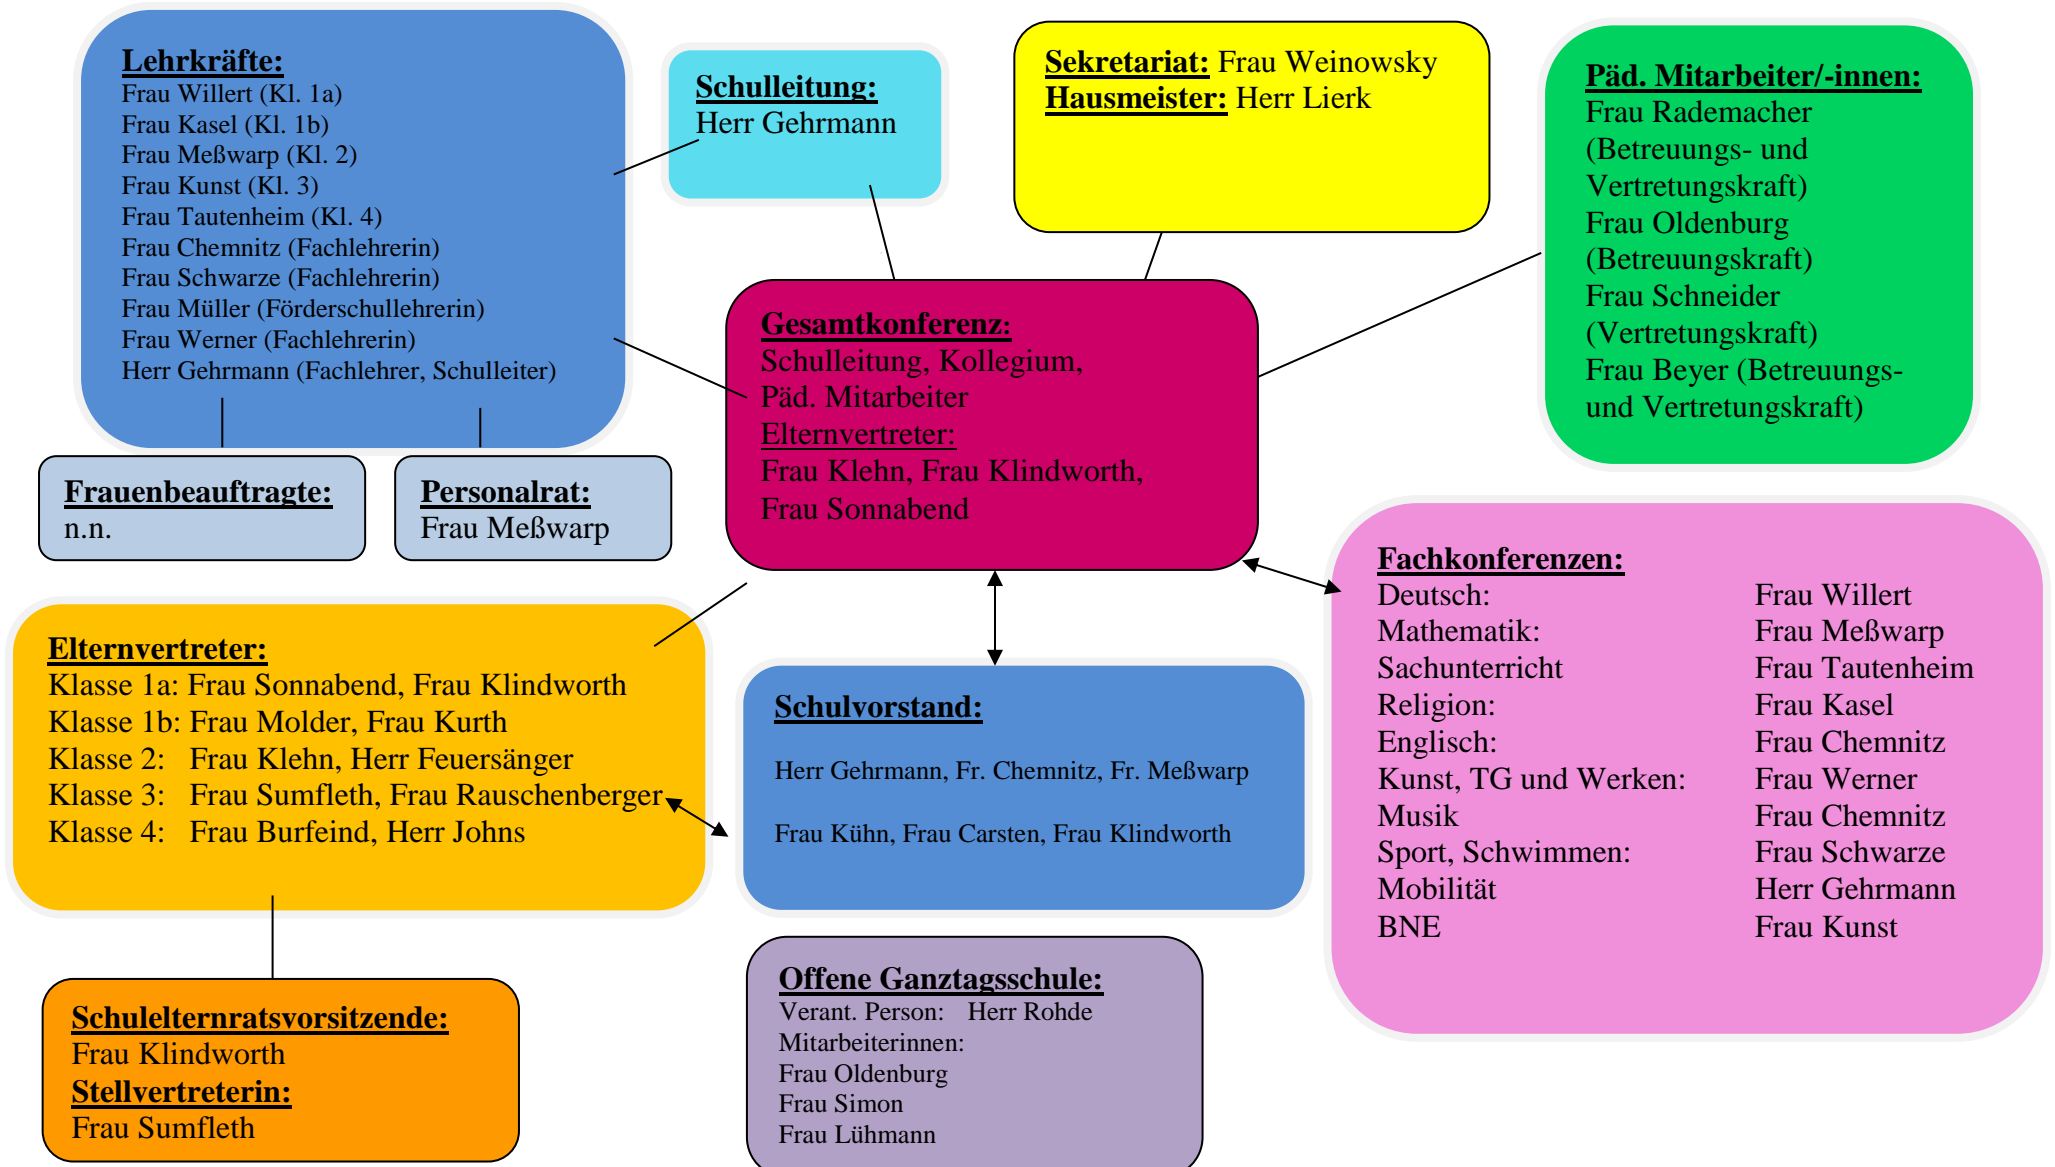 Lehrkräfte:
Frau Willert (Kl. 1a)
Frau Kasel (Kl. 1b)
Frau Meßwarp (Kl. 2)
Frau Kunst (Kl. 3)
Frau Tautenheim (Kl. 4)
Frau Chemnitz (Fachlehrerin)
Frau Schwarze (Fachlehrerin)
Frau Müller (Förderschullehrerin)
Frau Werner (Fachlehrerin)
Herr Gehrmann (Fachlehrer, Schulleiter)
Schulleitung:
Herr Gehrmann
Sekretariat: Frau Weinowsky
Hausmeister: Herr Lierk
Päd. Mitarbeiter/-innen:
Frau Rademacher
(Betreuungs- und
Vertretungskraft)
Frau Oldenburg
(Betreuungskraft)
Frau Schneider
(Vertretungskraft)
Frau Beyer (Betreuungs-
und Vertretungskraft)
Gesamtkonferenz:
Schulleitung, Kollegium,
Päd. Mitarbeiter
Elternvertreter:
Frau Klehn, Frau Klindworth,
Frau Sonnabend
Frauenbeauftragte:
n.n.
Personalrat:
Frau Meßwarp
Elternvertreter:
Klasse 1a: Frau Sonnabend, Frau Klindworth
Klasse 1b: Frau Molder, Frau Kurth
Klasse 2: Frau Klehn, Herr Feuersänger
Klasse 3: Frau Sumfleth, Frau Rauschenberger
Klasse 4: Frau Burfeind, Herr Johns
Schulvorstand:
Herr Gehrmann, Fr. Chemnitz, Fr. Meßwarp
Frau Kühn, Frau Carsten, Frau Klindworth
Fachkonferenzen:
Deutsch: Frau Willert
Mathematik: Frau Meßwarp
Sachunterricht Frau Tautenheim
Religion: Frau Kasel
Englisch: Frau Chemnitz
Kunst, TG und Werken: Frau Werner
Musik Frau Chemnitz
Sport, Schwimmen: Frau Schwarze
Mobilität Herr Gehrmann
BNE Frau Kunst
Schulelternratsvorsitzende:
Frau Klindworth
Stellvertreterin:
Frau Sumfleth
Offene Ganztagsschule:
Verant. Person: Herr Rohde
Mitarbeiterinnen:
Frau Oldenburg
Frau Simon
Frau Lühmann